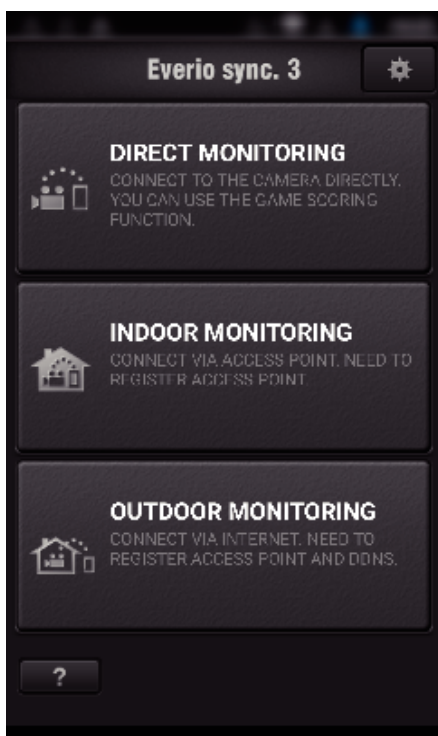 Everio sync. 3
DIRECT MONITORING
CONNECT TO THE CAMERA DIRECTLY.
YOU CAN USE THE GAME SCORING
FUNCTION.
INDOOR MONITORING
CONNECT VIA ACCESS POINT. NEED TO
REGISTER ACCESS POINT.
OUTDOOR MONITORING
CONNECT VIA INTERNET. NEED TO
REGISTER ACCESS POINT AND DDNS.
?